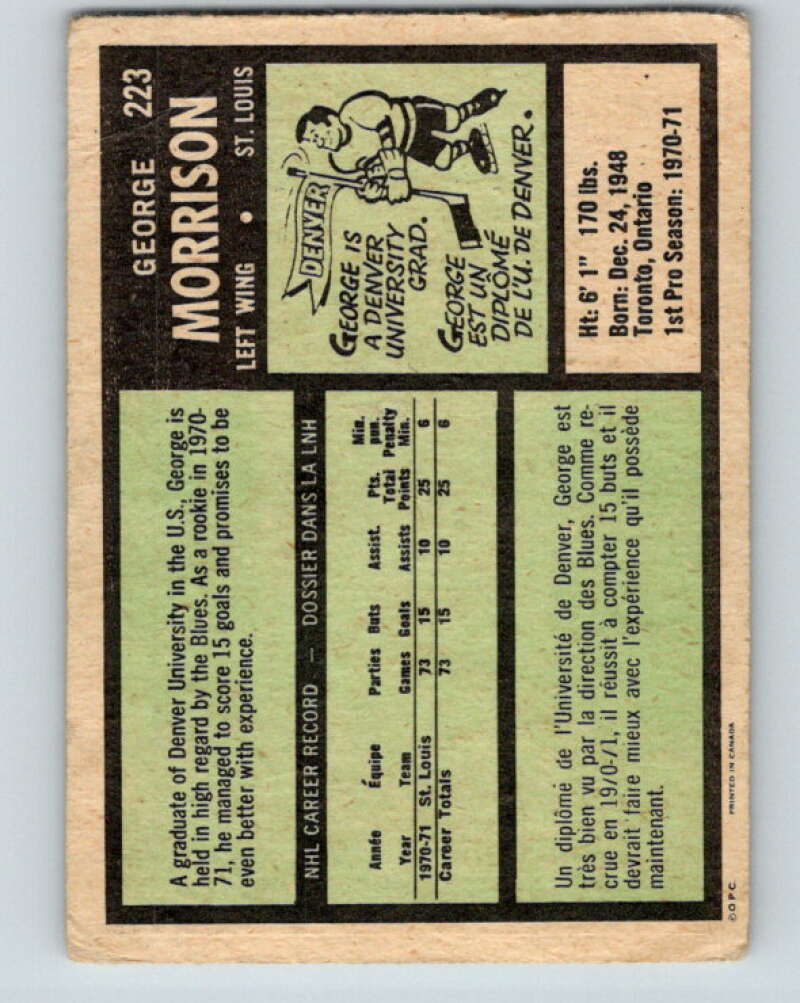 GEORGE 223
MORRISON
LEFT WING • ST. LOUIS
A graduate of Denver University in the U.S., George is
held in high regard by the Blues. As a rookie in 1970-
71, he managed to score 15 goals and promises to be
even better with experience.
DENVER
GEORGE IS
A DENVER
UNIVERSITY
GRAD.
GEORGE
EST UN
DIPLÔMÉ
DE L'U. DE DENVER.
NHL CAREER RECORD — DOSSIER DANS LA LNH
Année Équipe Parties Buts Assist. Pts. Total Min. pun.
Year Team Games Goals Assists Points Penalty Min.
1970-71 St. Louis 73 15 10 25 6
Career Totals 73 15 10 25 6
Ht: 6' 1" 170 lbs.
Born: Dec. 24, 1948
Toronto, Ontario
1st Pro Season: 1970-71
Un diplômé de l'Université de Denver, George est
très bien vu par la direction des Blues. Comme re-
crue en 1970-71, il réussit à compter 15 buts et il
devrait faire mieux avec l'expérience qu'il possède
maintenant.
© O.P.C. PRINTED IN CANADA